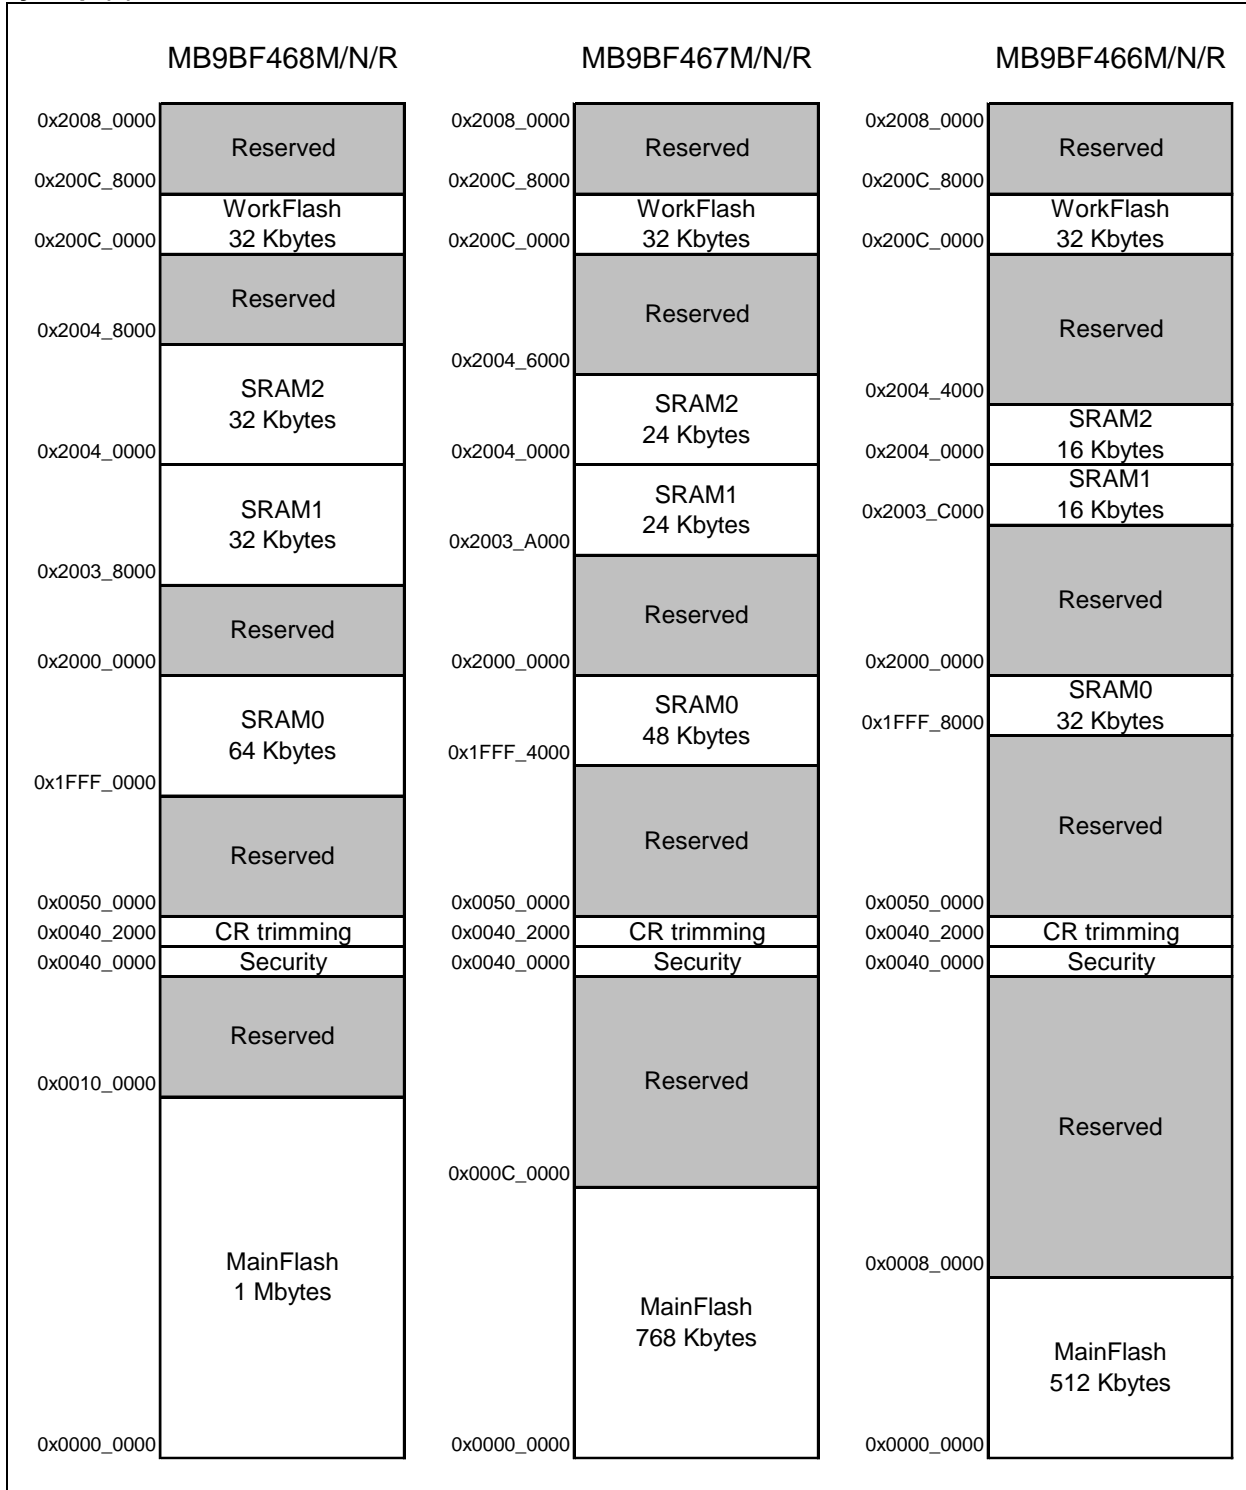 MB9BF468M/N/R
0x2008_0000
Reserved
0x200C_8000
WorkFlash
32 Kbytes
0x200C_0000
Reserved
0x2004_8000
SRAM2
32 Kbytes
0x2004_0000
SRAM1
32 Kbytes
0x2003_8000
Reserved
0x2000_0000
SRAM0
64 Kbytes
0x1FFF_0000
Reserved
0x0050_0000
0x0040_2000 CR trimming
0x0040_0000 Security
Reserved
0x0010_0000
MainFlash
1 Mbytes
0x0000_0000
MB9BF467M/N/R
0x2008_0000
Reserved
0x200C_8000
WorkFlash
32 Kbytes
0x200C_0000
Reserved
0x2004_6000
SRAM2
24 Kbytes
0x2004_0000
SRAM1
24 Kbytes
0x2003_A000
Reserved
0x2000_0000
SRAM0
48 Kbytes
0x1FFF_4000
Reserved
0x0050_0000
0x0040_2000 CR trimming
0x0040_0000 Security
Reserved
0x000C_0000
MainFlash
768 Kbytes
0x0000_0000
MB9BF466M/N/R
0x2008_0000
Reserved
0x200C_8000
WorkFlash
32 Kbytes
0x200C_0000
Reserved
0x2004_4000
SRAM2
16 Kbytes
0x2004_0000
SRAM1
16 Kbytes
0x2003_C000
Reserved
0x2000_0000
SRAM0
32 Kbytes
0x1FFF_8000
Reserved
0x0050_0000
0x0040_2000 CR trimming
0x0040_0000 Security
Reserved
0x0008_0000
MainFlash
512 Kbytes
0x0000_0000